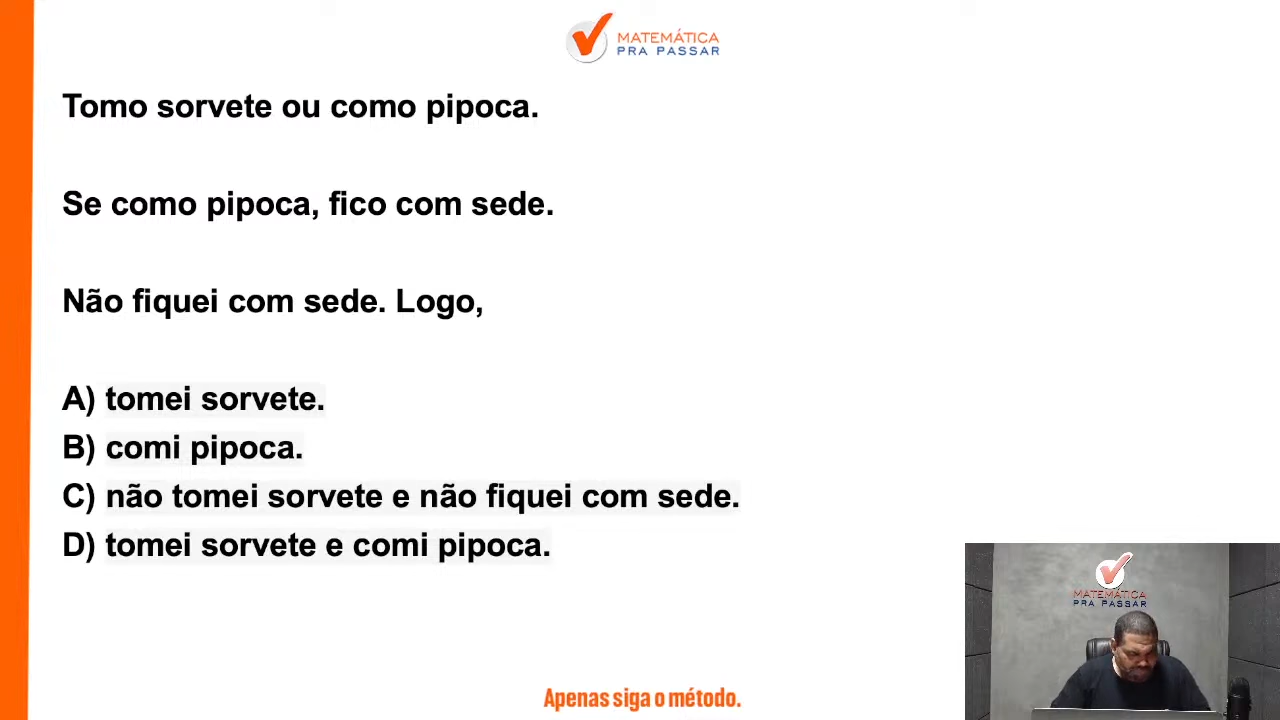 MATEMÁTICA
PRA PASSAR
Tomo sorvete ou como pipoca.
Se como pipoca, fico com sede.
Não fiquei com sede. Logo,
A) tomei sorvete.
B) comi pipoca.
C) não tomei sorvete e não fiquei com sede.
D) tomei sorvete e comi pipoca.
MATEMÁTICA
PRA PASSAR
Apenas siga o método.